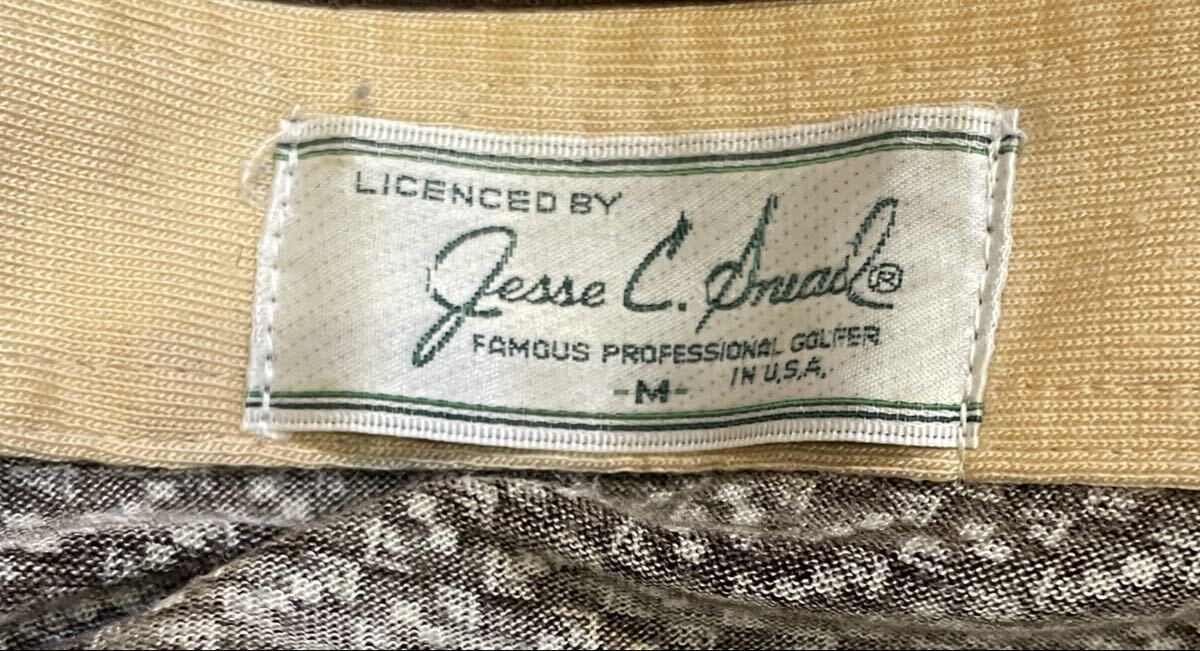 LICENCED BY
Jesse C. Snead®
FAMOUS PROFESSIONAL GOLFER
IN U.S.A.
-M-